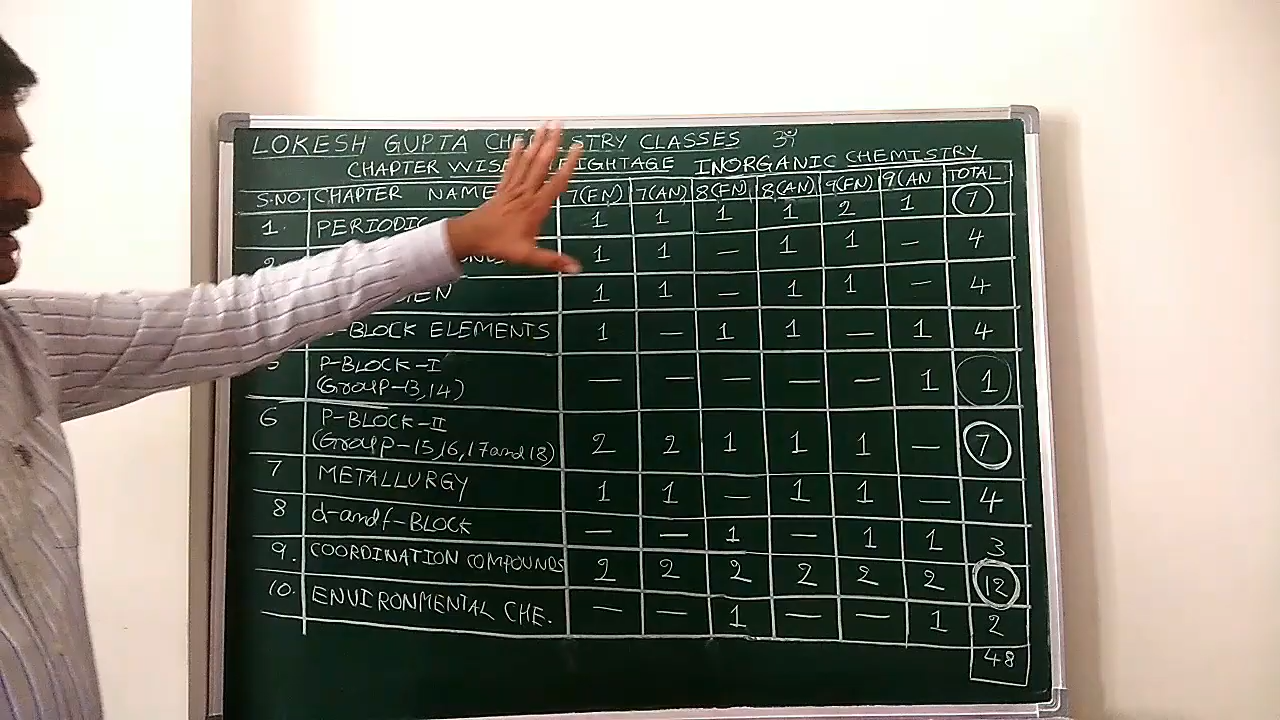 LOKESH GUPTA CHEMISTRY CLASSES
CHAPTER WISE WEIGHTAGE INORGANIC CHEMISTRY
S.NO. CHAPTER NAME 7(FN) 7(AN) 8(FN) 8(AN) 9(FN) 9(AN TOTAL
1. PERIODIC 1 1 1 1 2 1 7
2 1 1 — 1 1 — 4
1 1 — 1 1 — 4
-BLOCK ELEMENTS 1 — 1 1 — 1 4
5 P-BLOCK-I
(Group-13,14) — — — — — 1 1
6 P-BLOCK-II
(Group-15,16,17 and 18) 2 2 1 1 1 — 7
7 METALLURGY 1 1 — 1 1 — 4
8 d-and f-BLOCK — — 1 — 1 1 3
9. COORDINATION COMPOUNDS 2 2 2 2 2 2 12
10. ENVIRONMENTAL CHE. — — 1 — — 1 2
48